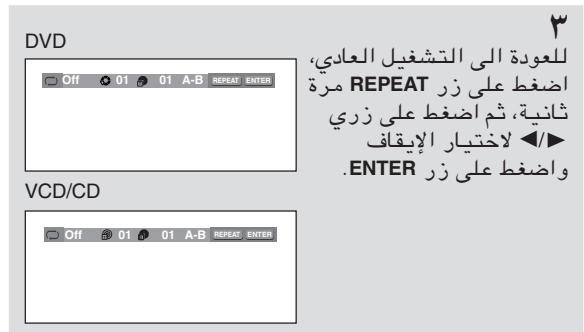 ٣
للعودة الى التشغيل العادي،
اضغط على زر REPEAT مرة
ثانية، ثم اضغط على زري
◄/► لاختيار الإيقاف
واضغط على زر ENTER.
DVD
Off 01 01 A-B REPEAT ENTER
VCD/CD
Off 01 01 A-B REPEAT ENTER